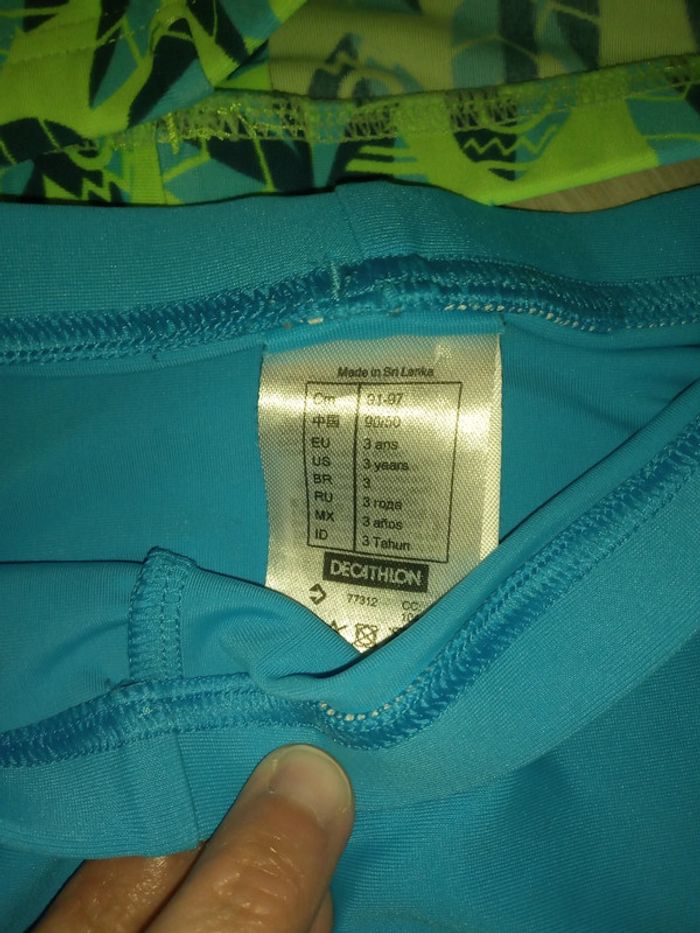 Made in Sri Lanka
Cm 91-97
中国 90/50
EU 3 ans
US 3 years
BR 3
RU 3 года
MX 3 años
ID 3 Tahun
DECATHLON
77312 CC